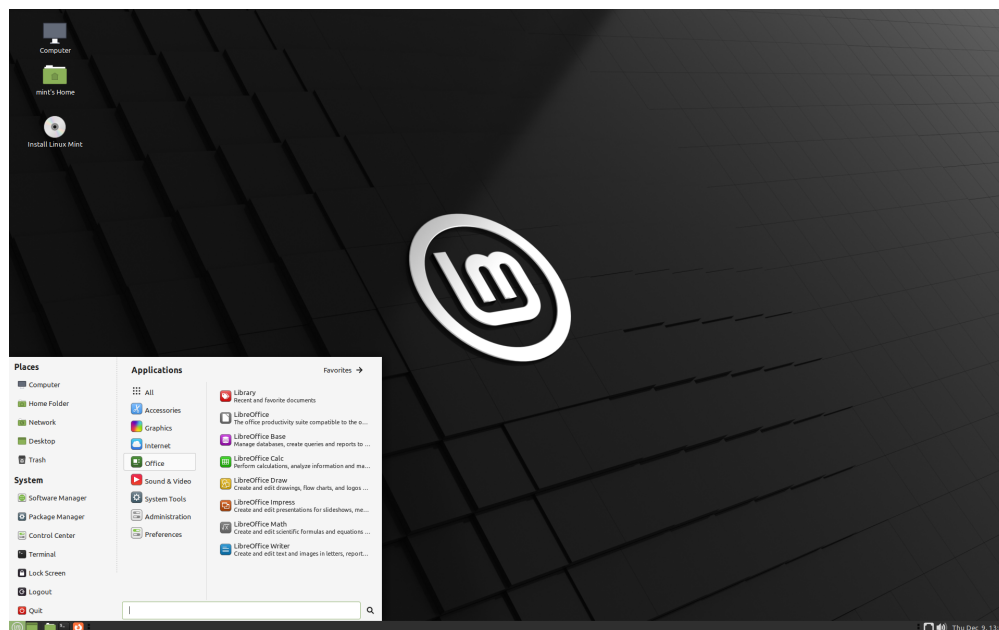 Computer
mint's Home
Install Linux Mint
Places
Computer
Home Folder
Network
Desktop
Trash
System
Software Manager
Package Manager
Control Center
Terminal
Lock Screen
Logout
Quit
Applications
Favorites
All
Accessories
Graphics
Internet
Office
Sound & Video
System Tools
Administration
Preferences
Library
Recent and favorite documents
LibreOffice
The office productivity suite compatible to the o...
LibreOffice Base
Manage databases, create queries and reports to ...
LibreOffice Calc
Perform calculations, analyze information and ma...
LibreOffice Draw
Create and edit drawings, flow charts, and logos ...
LibreOffice Impress
Create and edit presentations for slideshows, me...
LibreOffice Math
Create and edit scientific formulas and equations ...
LibreOffice Writer
Create and edit text and images in letters, report...
Thu Dec 9, 13: